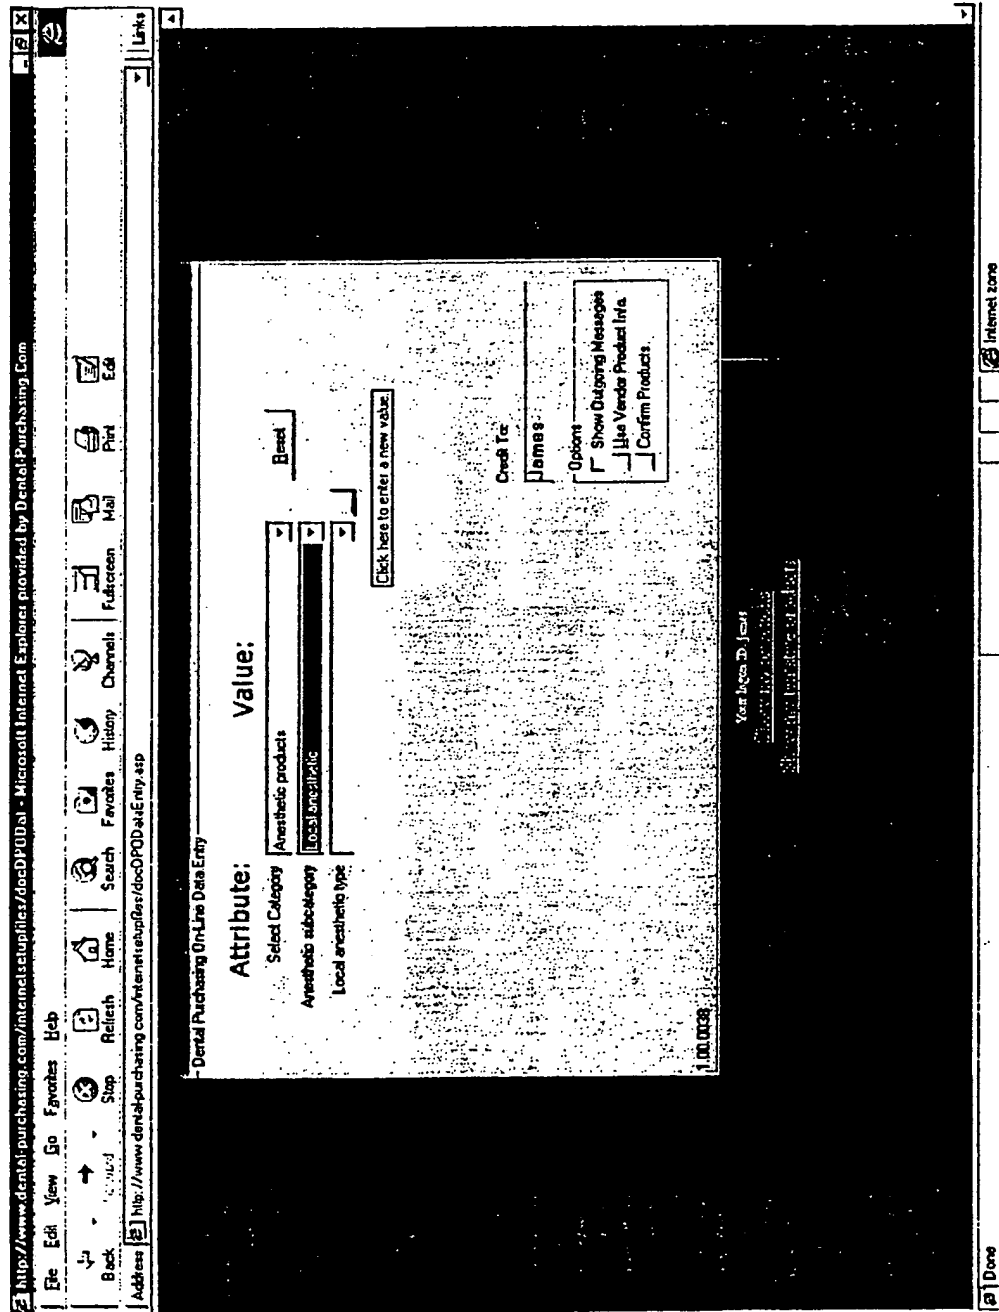 http://www.dental-purchasing.com/internetsetupfiles/docDPODat - Microsoft Internet Explorer provided by Dental-Purchasing.Com
File Edit View Go Favorites Help
Back Stop Refresh Home Search Favorites History Channels Fullscreen Mail Print Edit
Address http://www.dental-purchasing.com/internetsetupfiles/docDPODataEntry.asp Links
Dental Purchasing On-Line Data Entry
Attribute: Value:
Select Category Anesthetic products Reset
Anesthetic subcategory Local anesthetic
Local anesthetic type
Click here to enter a new value.
Credit To:
James
Options
Show Outgoing Messages
Use Vendor Product Info.
Confirm Products
1.00.0038
Your logon ID:
Done Internet zone